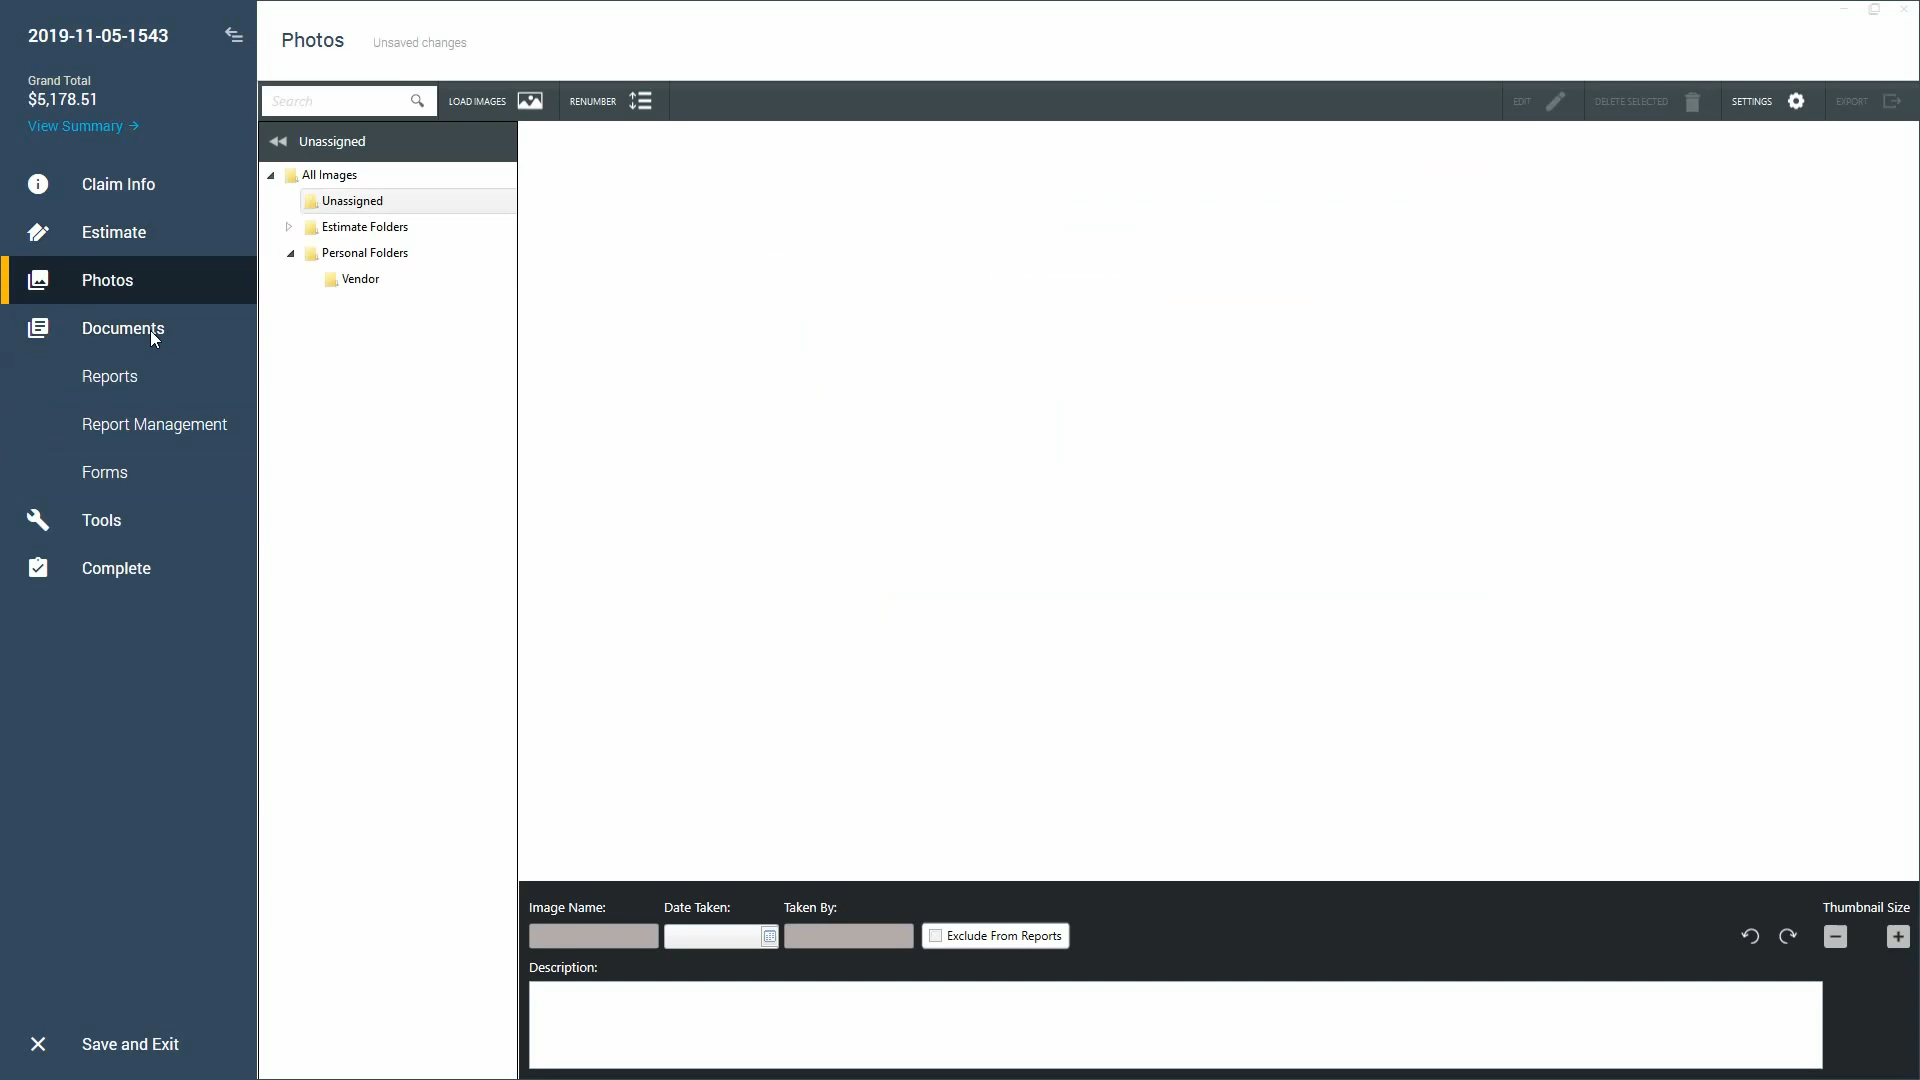 2019-11-05-1543
Grand Total
$5,178.51
View Summary →
Claim Info
Estimate
Photos
Documents
Reports
Report Management
Forms
Tools
Complete
Save and Exit
Photos Unsaved changes
Search LOAD IMAGES RENUMBER EDIT DELETE SELECTED SETTINGS EXPORT
Unassigned
All Images
Unassigned
Estimate Folders
Personal Folders
Vendor
Image Name: Date Taken: Taken By: Thumbnail Size
Exclude From Reports
Description: